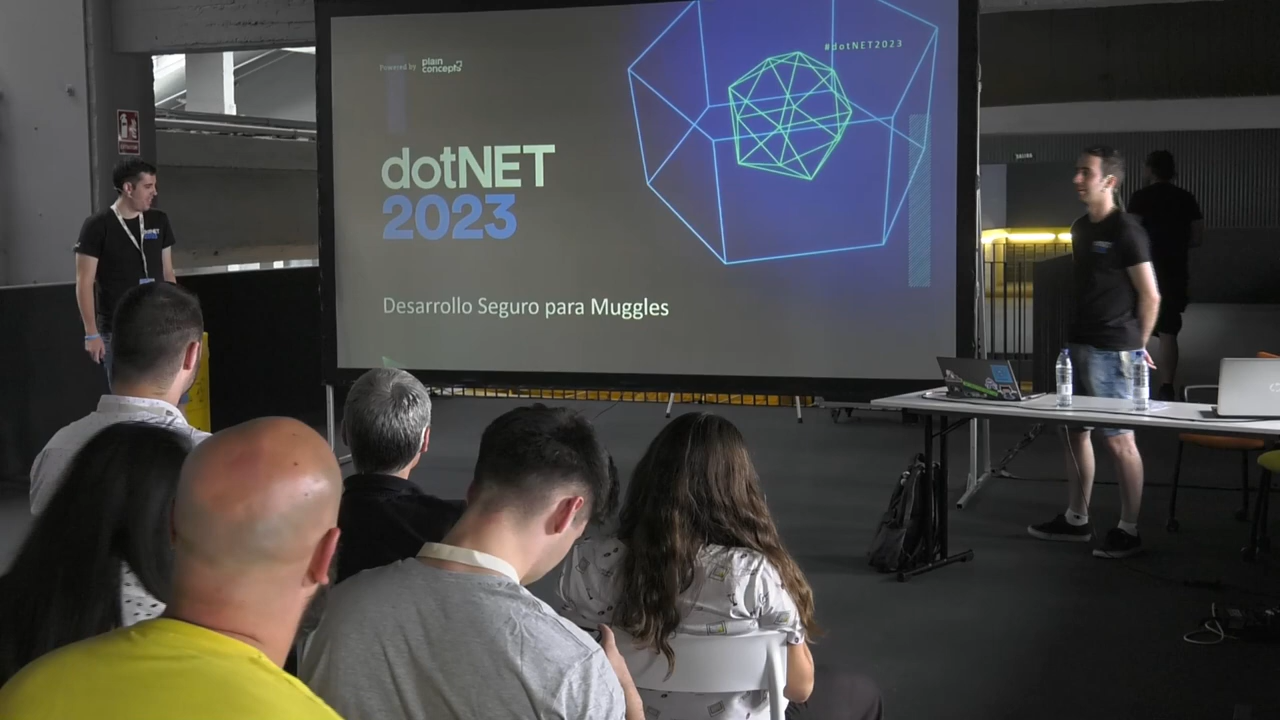 Powered by
plain
concepts
#dotNET2023
dotNET
2023
Desarrollo Seguro para Muggles